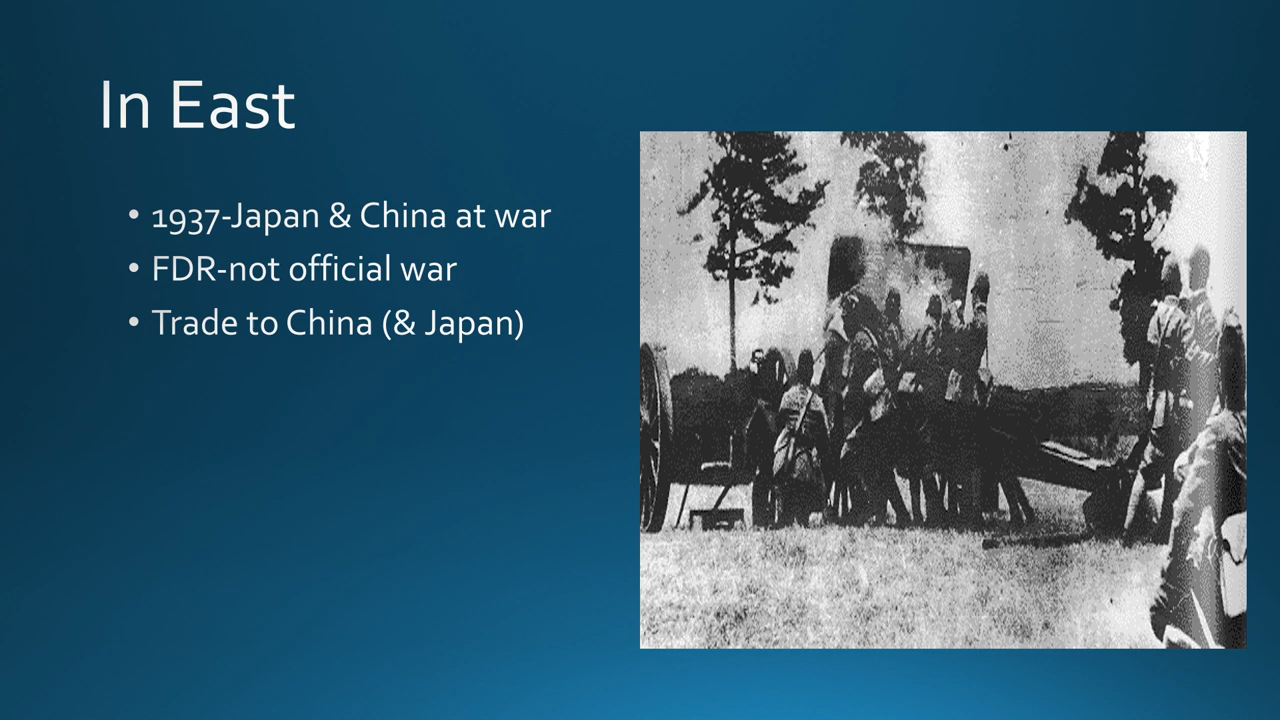 In East
• 1937-Japan & China at war
• FDR-not official war
• Trade to China (& Japan)